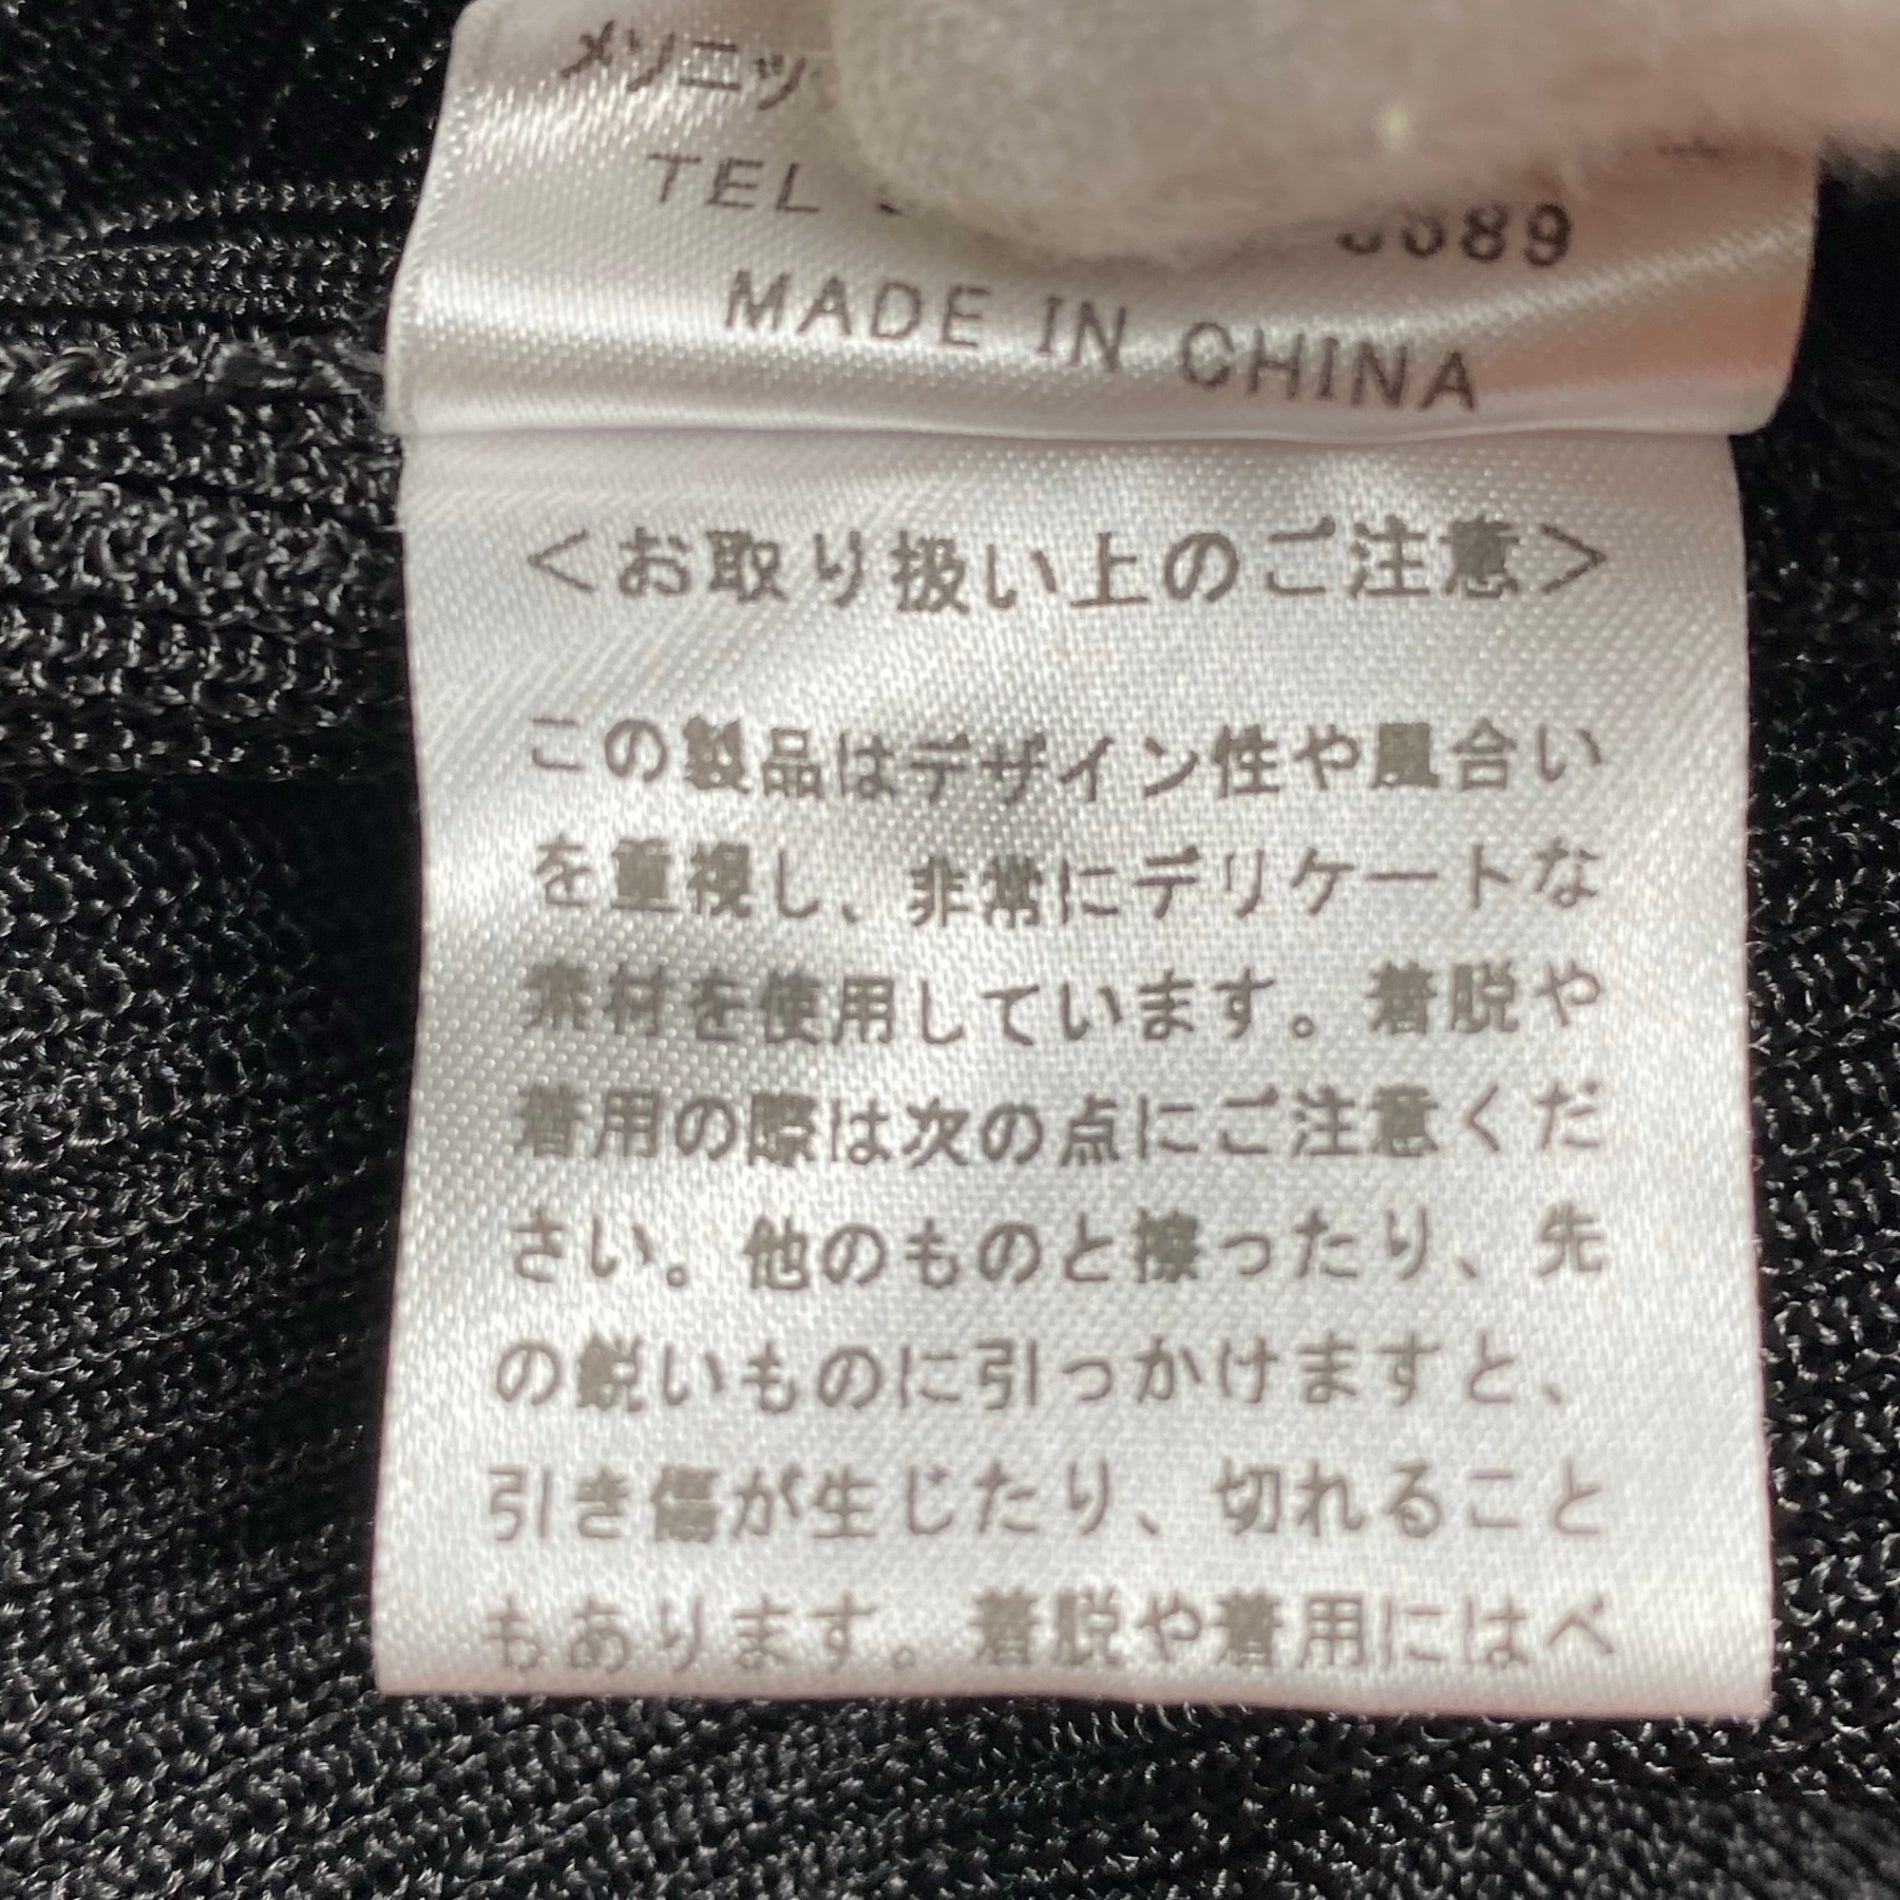 メソニッ
TEL 3689
MADE IN CHINA
＜お取り扱い上のご注意＞
この製品はデザイン性や風合い
を重視し、非常にデリケートな
素材を使用しています。着脱や
着用の際は次の点にご注意くだ
さい。他のものと擦ったり、先
の鋭いものに引っかけますと、
引き傷が生じたり、切れること
もあります。着脱や着用にはベ